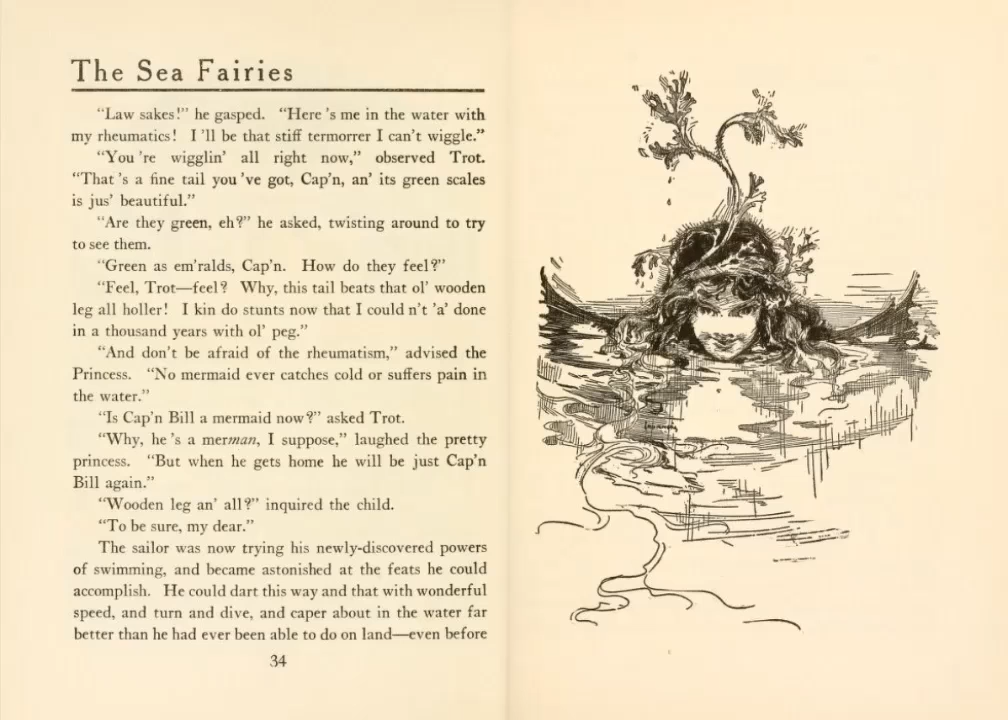 The Sea Fairies
"Law sakes!" he gasped. "Here 's me in the water with
my rheumatics! I 'll be that stiff termorrer I can't wiggle."
"You 're wigglin' all right now," observed Trot.
"That 's a fine tail you 've got, Cap'n, an' its green scales
is jus' beautiful."
"Are they green, eh?" he asked, twisting around to try
to see them.
"Green as em'ralds, Cap'n. How do they feel?"
"Feel, Trot—feel? Why, this tail beats that ol' wooden
leg all holler! I kin do stunts now that I could n't 'a' done
in a thousand years with ol' peg."
"And don't be afraid of the rheumatism," advised the
Princess. "No mermaid ever catches cold or suffers pain in
the water."
"Is Cap'n Bill a mermaid now?" asked Trot.
"Why, he 's a merman, I suppose," laughed the pretty
princess. "But when he gets home he will be just Cap'n
Bill again."
"Wooden leg an' all?" inquired the child.
"To be sure, my dear."
The sailor was now trying his newly-discovered powers
of swimming, and became astonished at the feats he could
accomplish. He could dart this way and that with wonderful
speed, and turn and dive, and caper about in the water far
better than he had ever been able to do on land—even before
34